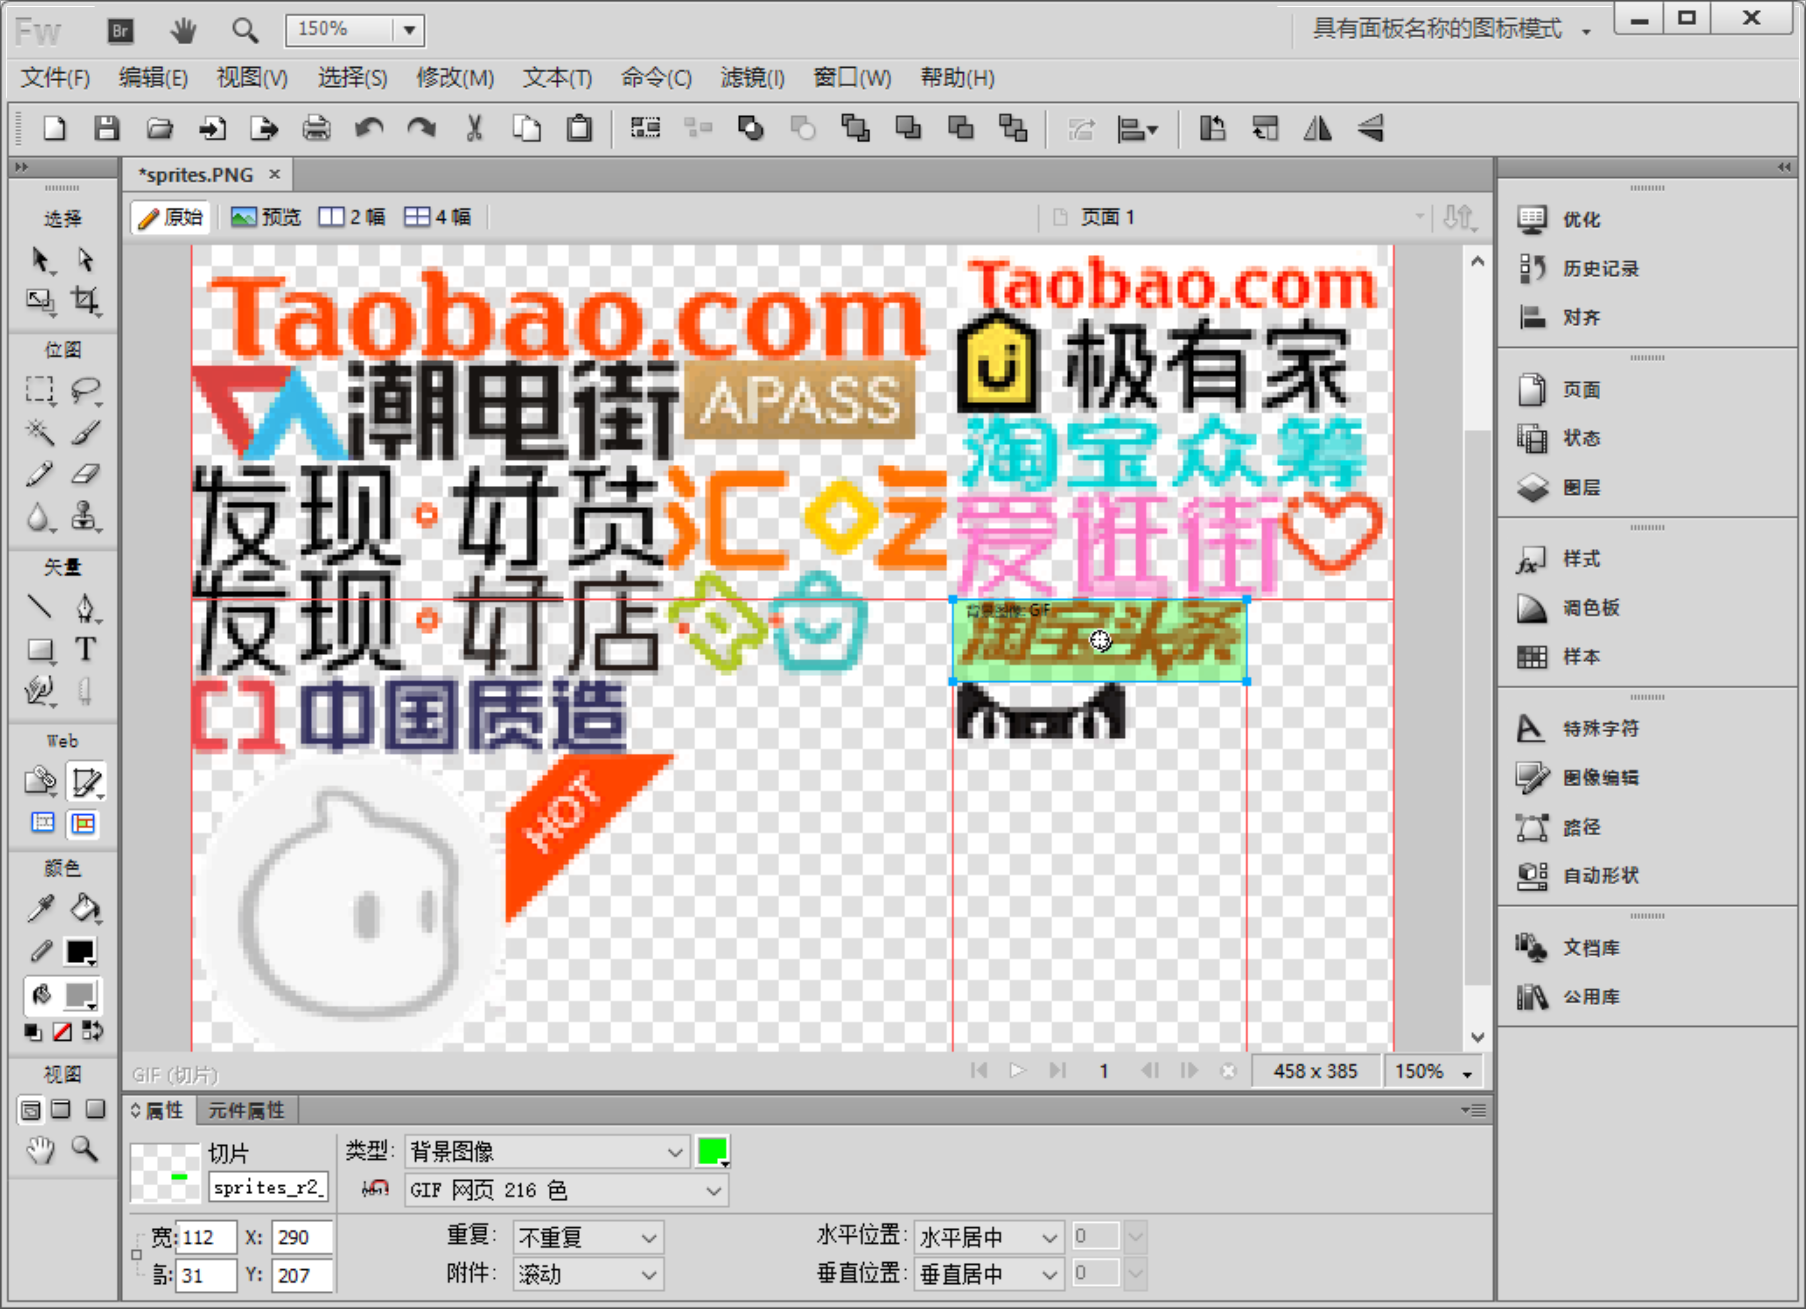 Fw Br 150% 具有面板名称的图标模式
文件(F) 编辑(E) 视图(V) 选择(S) 修改(M) 文本(T) 命令(C) 滤镜(I) 窗口(W) 帮助(H)
*sprites.PNG
原始 预览 2 幅 4 幅 页面 1
选择
位图
矢量
Web
颜色
视图
Taobao.com
潮电街 APASS
发现·好货 汇
发现·好店
中国质造
HOT
Taobao.com
极有家
淘宝众筹
爱逛街
背景图像: GIF
淘宝头条
优化
历史记录
对齐
页面
状态
图层
样式
调色板
样本
特殊字符
图像编辑
路径
自动形状
文档库
公用库
GIF (切片) 1 458 x 385 150%
属性 元件属性
切片 类型: 背景图像
sprites_r2_ GIF 网页 216 色
宽: 112 X: 290 重复: 不重复 水平位置: 水平居中 0
高: 31 Y: 207 附件: 滚动 垂直位置: 垂直居中 0